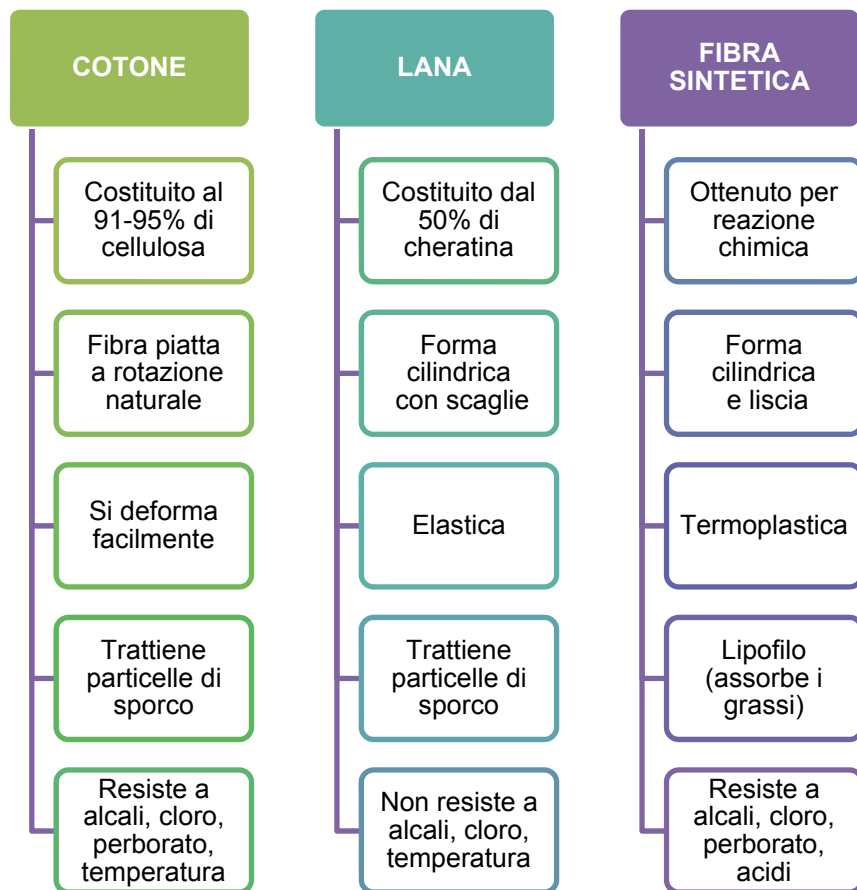 COTONE
Costituito al
91-95% di
cellulosa
Fibra piatta
a rotazione
naturale
Si deforma
facilmente
Trattiene
particelle di
sporco
Resiste a
alcali, cloro,
perborato,
temperatura
LANA
Costituito dal
50% di
cheratina
Forma
cilindrica
con scaglie
Elastica
Trattiene
particelle di
sporco
Non resiste a
alcali, cloro,
temperatura
FIBRA
SINTETICA
Ottenuto per
reazione
chimica
Forma
cilindrica
e liscia
Termoplastica
Lipofilo
(assorbe i
grassi)
Resiste a
alcali, cloro,
perborato,
acidi